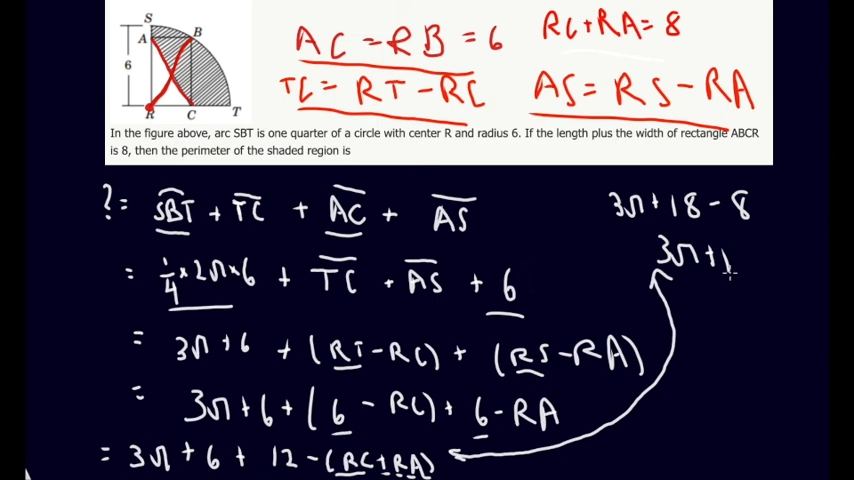 S
A B
6
R C T
AC = RB = 6
RC + RA = 8
TC = RT - RC
AS = RS - RA
In the figure above, arc SBT is one quarter of a circle with center R and radius 6. If the length plus the width of rectangle ABCR
is 8, then the perimeter of the shaded region is
? = SBT + TC + AC + AS
= 1/4 × 2π × 6 + TC + AS + 6
= 3π + 6 + (RT - RC) + (RS - RA)
= 3π + 6 + (6 - RC) + 6 - RA
= 3π + 6 + 12 - (RC + RA)
3π + 18 - 8
3π + 1